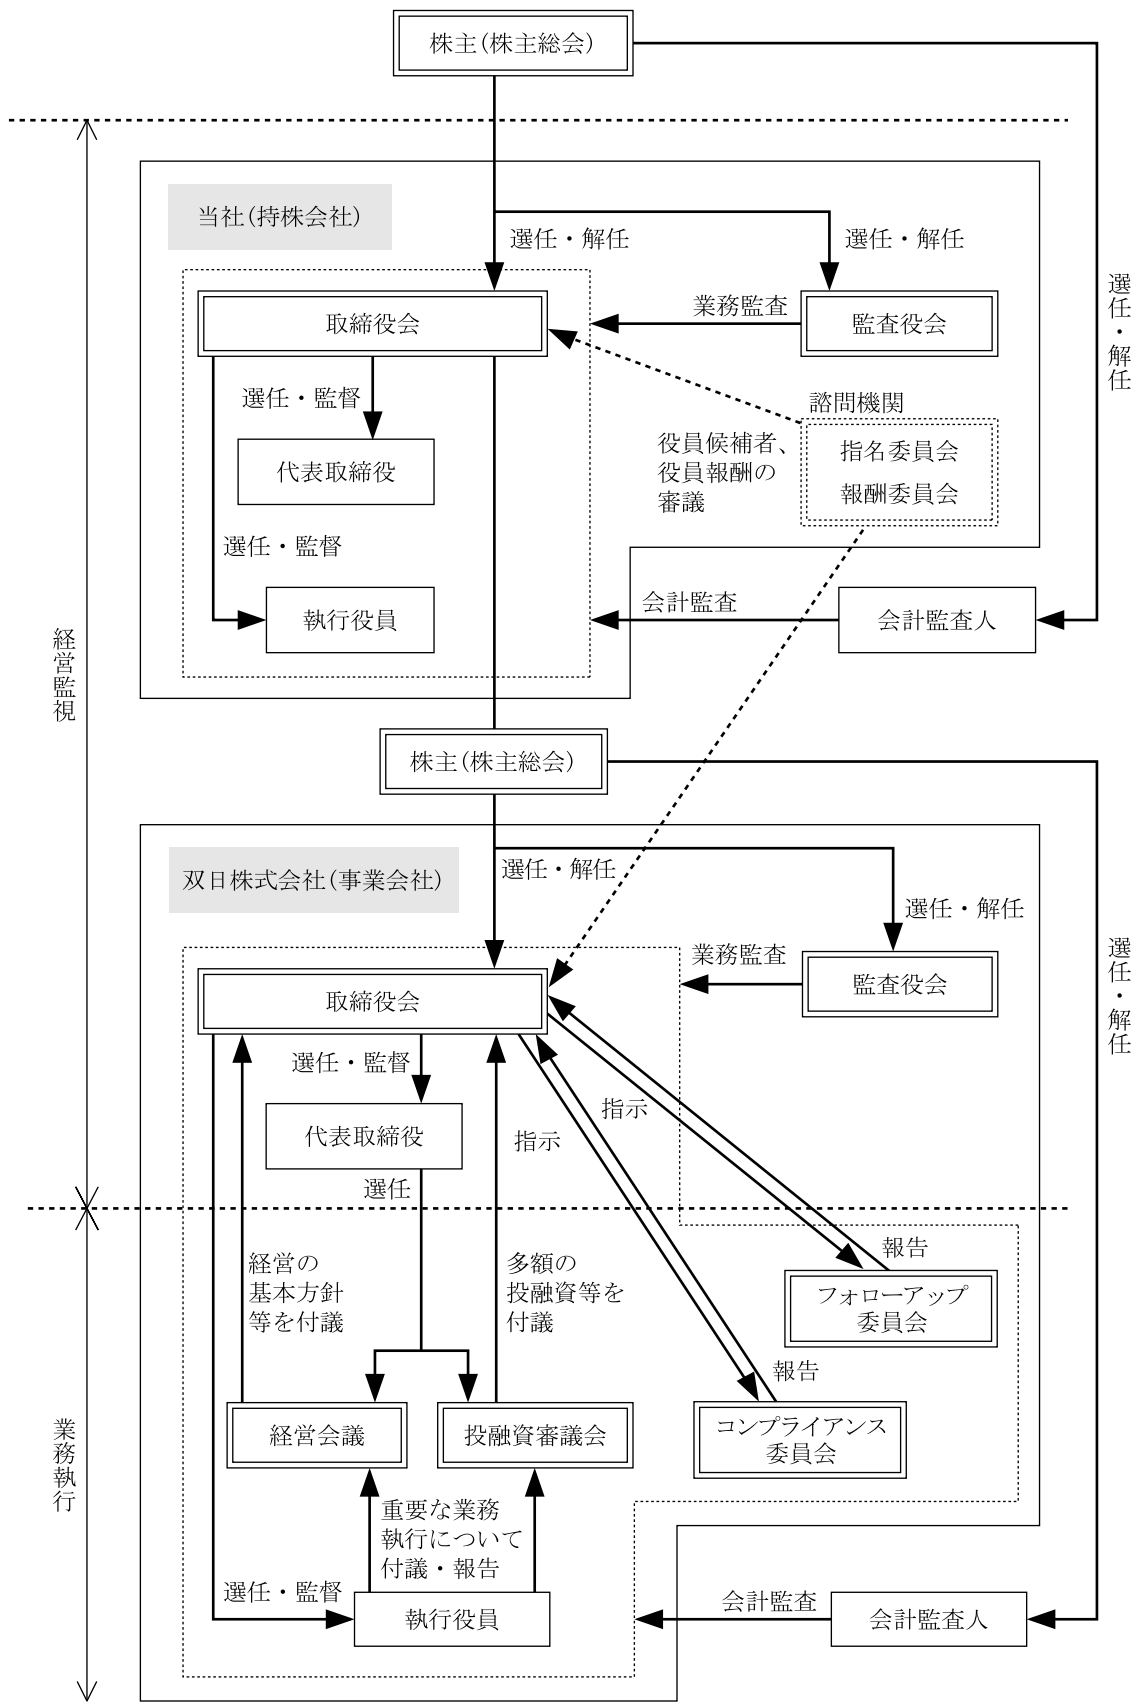 株主(株主総会)
当社(持株会社)
選任・解任
選任・解任
選任・解任
取締役会
業務監査
監査役会
選任・監督
代表取締役
諮問機関
指名委員会
報酬委員会
役員候補者、
役員報酬の
審議
選任・監督
執行役員
会計監査
会計監査人
経営監視
株主(株主総会)
双日株式会社(事業会社)
選任・解任
選任・解任
選任・解任
取締役会
業務監査
監査役会
選任・監督
代表取締役
指示
指示
選任
経営の
基本方針
等を付議
多額の
投融資等を
付議
報告
フォローアップ
委員会
報告
経営会議
投融資審議会
コンプライアンス
委員会
業務執行
重要な業務
執行について
付議・報告
選任・監督
執行役員
会計監査
会計監査人